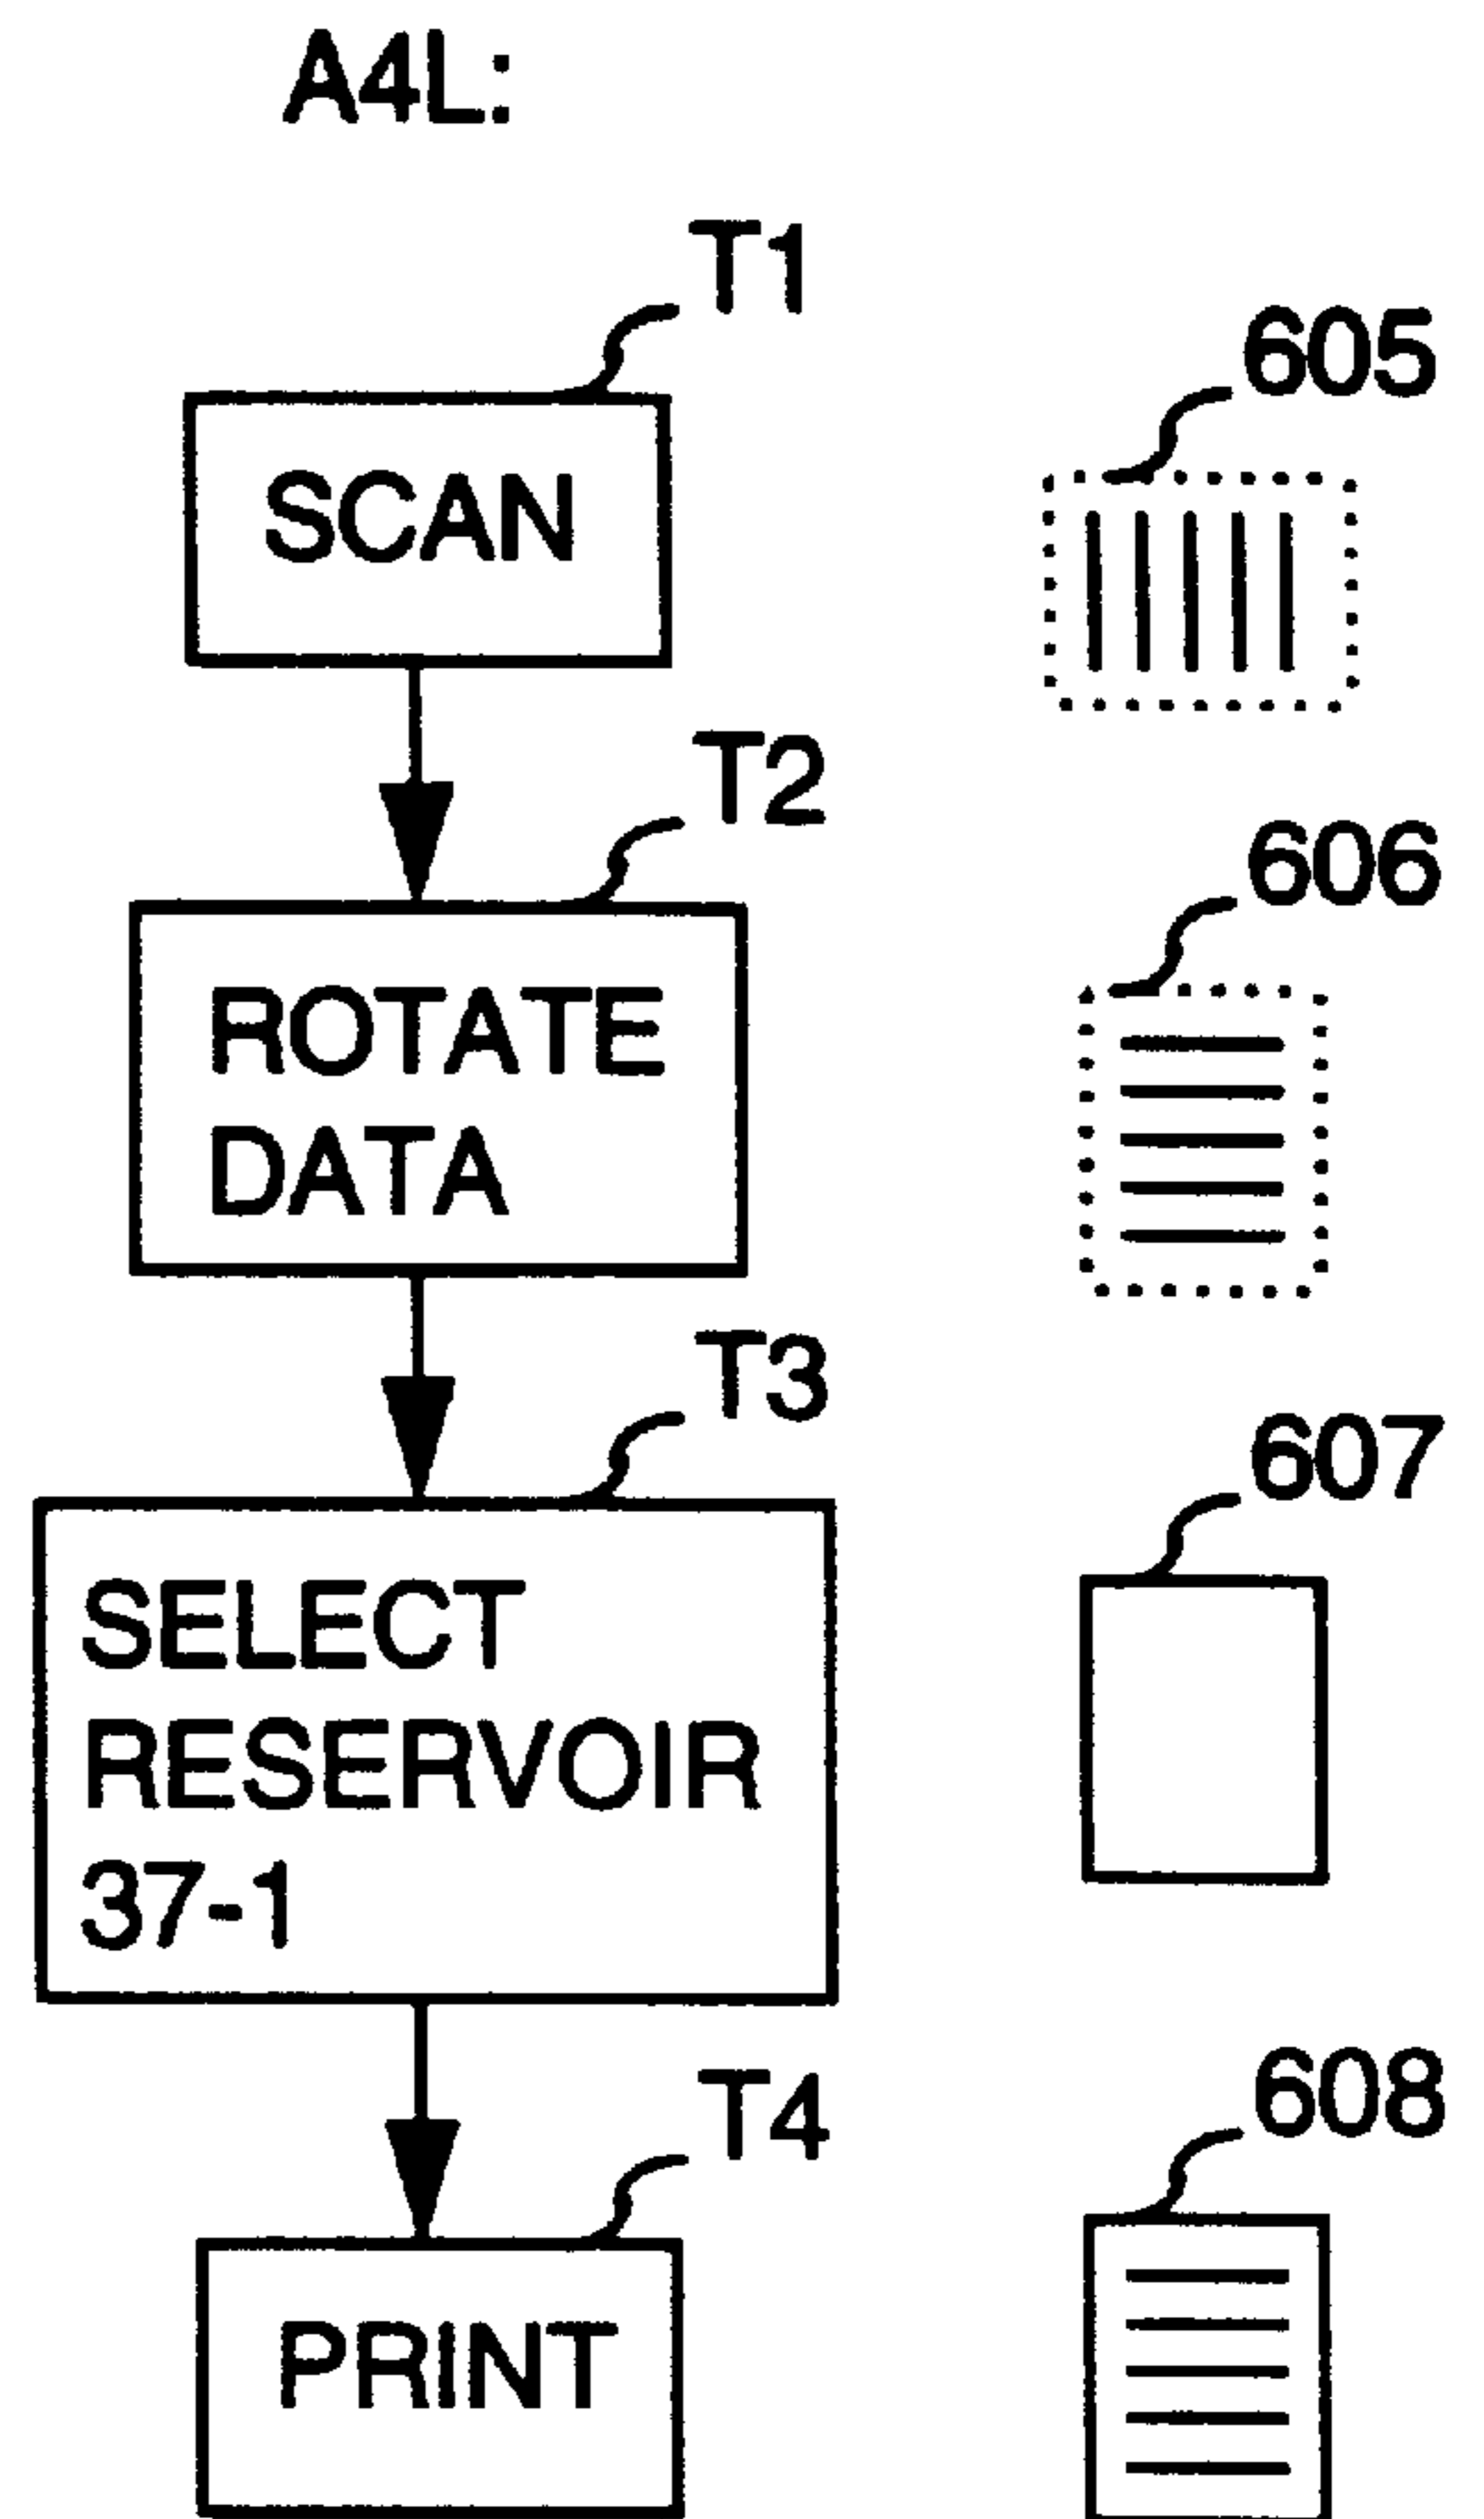 A4L:
T1
605
SCAN
T2
606
ROTATE
DATA
T3
607
SELECT
RESERVOIR
37-1
T4
608
PRINT